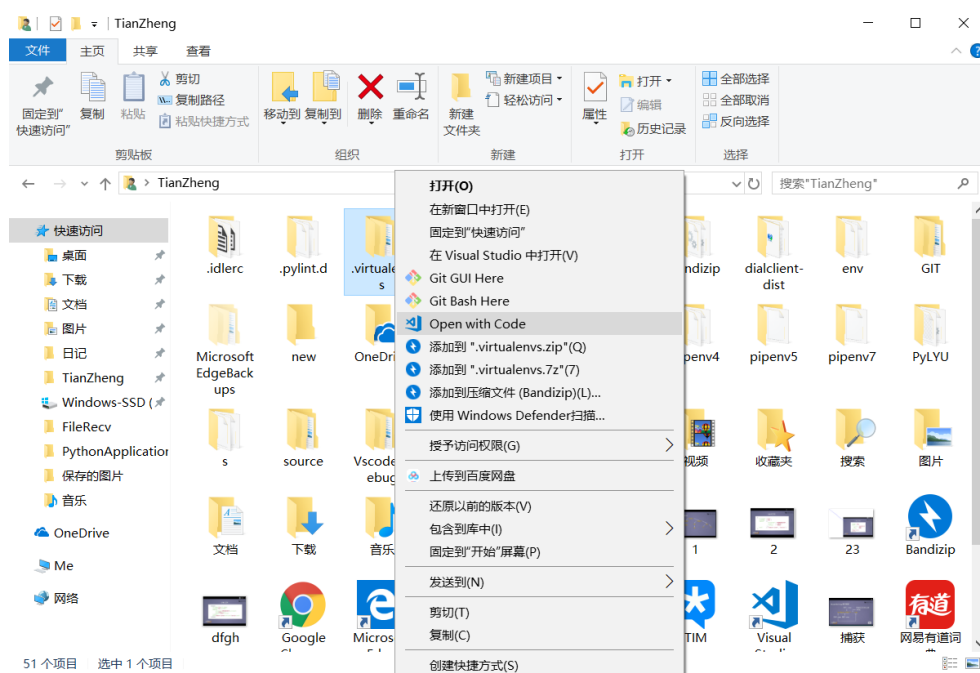 TianZheng
文件 主页 共享 查看
固定到"快速访问"
复制
粘贴
剪切
复制路径
粘贴快捷方式
剪贴板
移动到 复制到 删除 重命名
组织
新建
文件夹
新建项目
轻松访问
新建
属性
打开
编辑
历史记录
打开
全部选择
全部取消
反向选择
选择
TianZheng
搜索"TianZheng"
快速访问
桌面
下载
文档
图片
日记
TianZheng
Windows-SSD (
FileRecv
PythonApplication
保存的图片
音乐
OneDrive
Me
网络
.idlerc
.pylint.d
.virtuale
s
ndizip
dialclient-
dist
env
GIT
Microsoft
EdgeBack
ups
new
OneDri
penv4
pipenv5
pipenv7
PyLYU
s
source
Vscode
ebug
视频
收藏夹
搜索
图片
文档
下载
音乐
1
2
23
Bandizip
dfgh
Google
Micros
TIM
Visual
捕获
网易有道词
打开(O)
在新窗口中打开(E)
固定到"快速访问"
在 Visual Studio 中打开(V)
Git GUI Here
Git Bash Here
Open with Code
添加到 ".virtualenvs.zip"(Q)
添加到 ".virtualenvs.7z"(7)
添加到压缩文件 (Bandizip)(L)...
使用 Windows Defender扫描...
授予访问权限(G)
上传到百度网盘
还原以前的版本(V)
包含到库中(I)
固定到"开始"屏幕(P)
发送到(N)
剪切(T)
复制(C)
创建快捷方式(S)
有道
51 个项目 选中 1 个项目